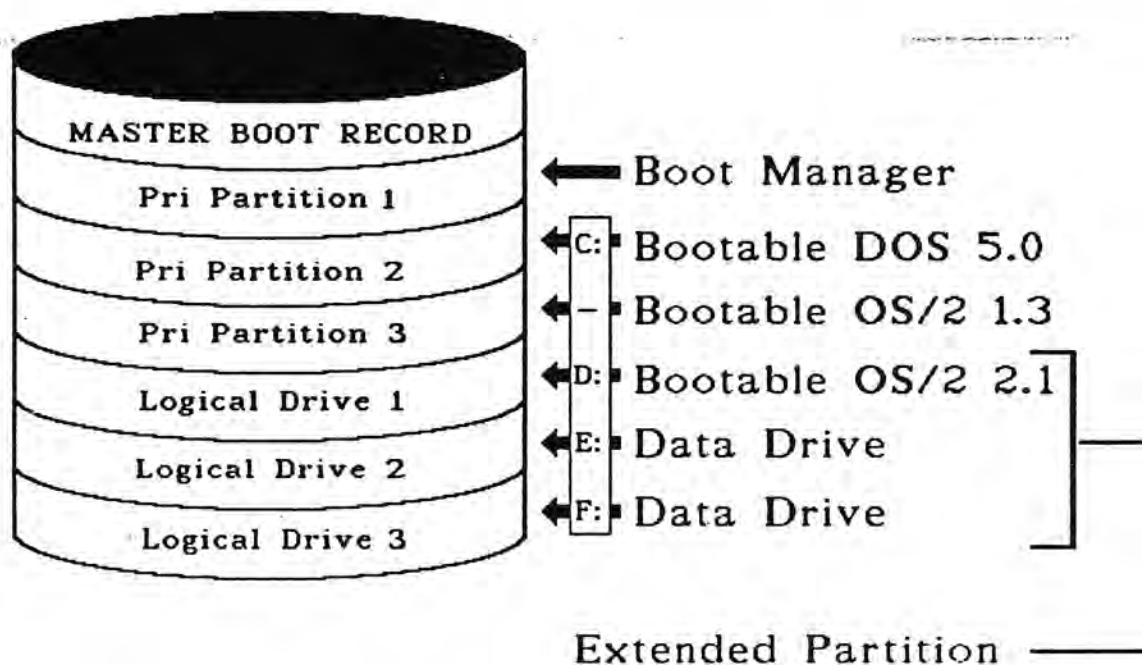 MASTER BOOT RECORD
Boot Manager
Pri Partition 1
C: Bootable DOS 5.0
Pri Partition 2
– Bootable OS/2 1.3
Pri Partition 3
D: Bootable OS/2 2.1
Logical Drive 1
E: Data Drive
Logical Drive 2
F: Data Drive
Logical Drive 3
Extended Partition